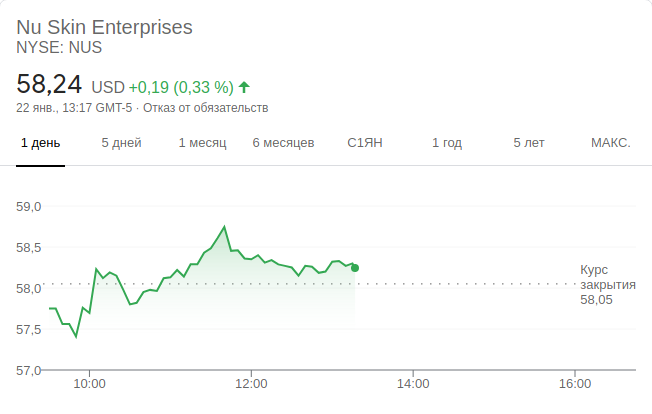 Nu Skin Enterprises
NYSE: NUS
58,24 USD +0,19 (0,33 %)
22 янв., 13:17 GMT-5 · Отказ от обязательств
1 день 5 дней 1 месяц 6 месяцев С1ЯН 1 год 5 лет МАКС.
59,0
58,5
58,0
57,5
57,0
Курс
закрытия
58,05
10:00 12:00 14:00 16:00